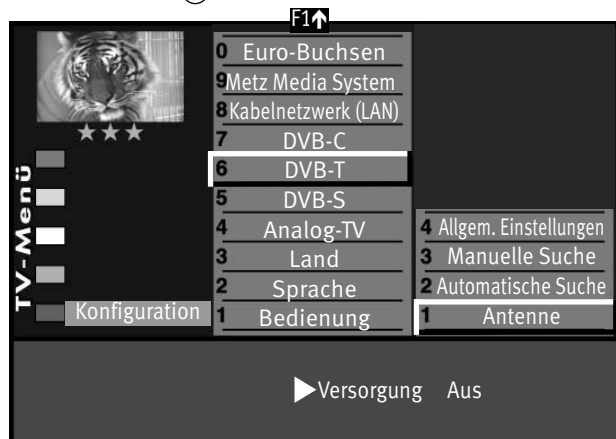 F1↑
0 Euro-Buchsen
9 Metz Media System
8 Kabelnetzwerk (LAN)
7 DVB-C
6 DVB-T
5 DVB-S
4 Analog-TV
3 Land
2 Sprache
1 Bedienung
4 Allgem. Einstellungen
3 Manuelle Suche
2 Automatische Suche
1 Antenne
TV-Menü
Konfiguration
▶Versorgung Aus